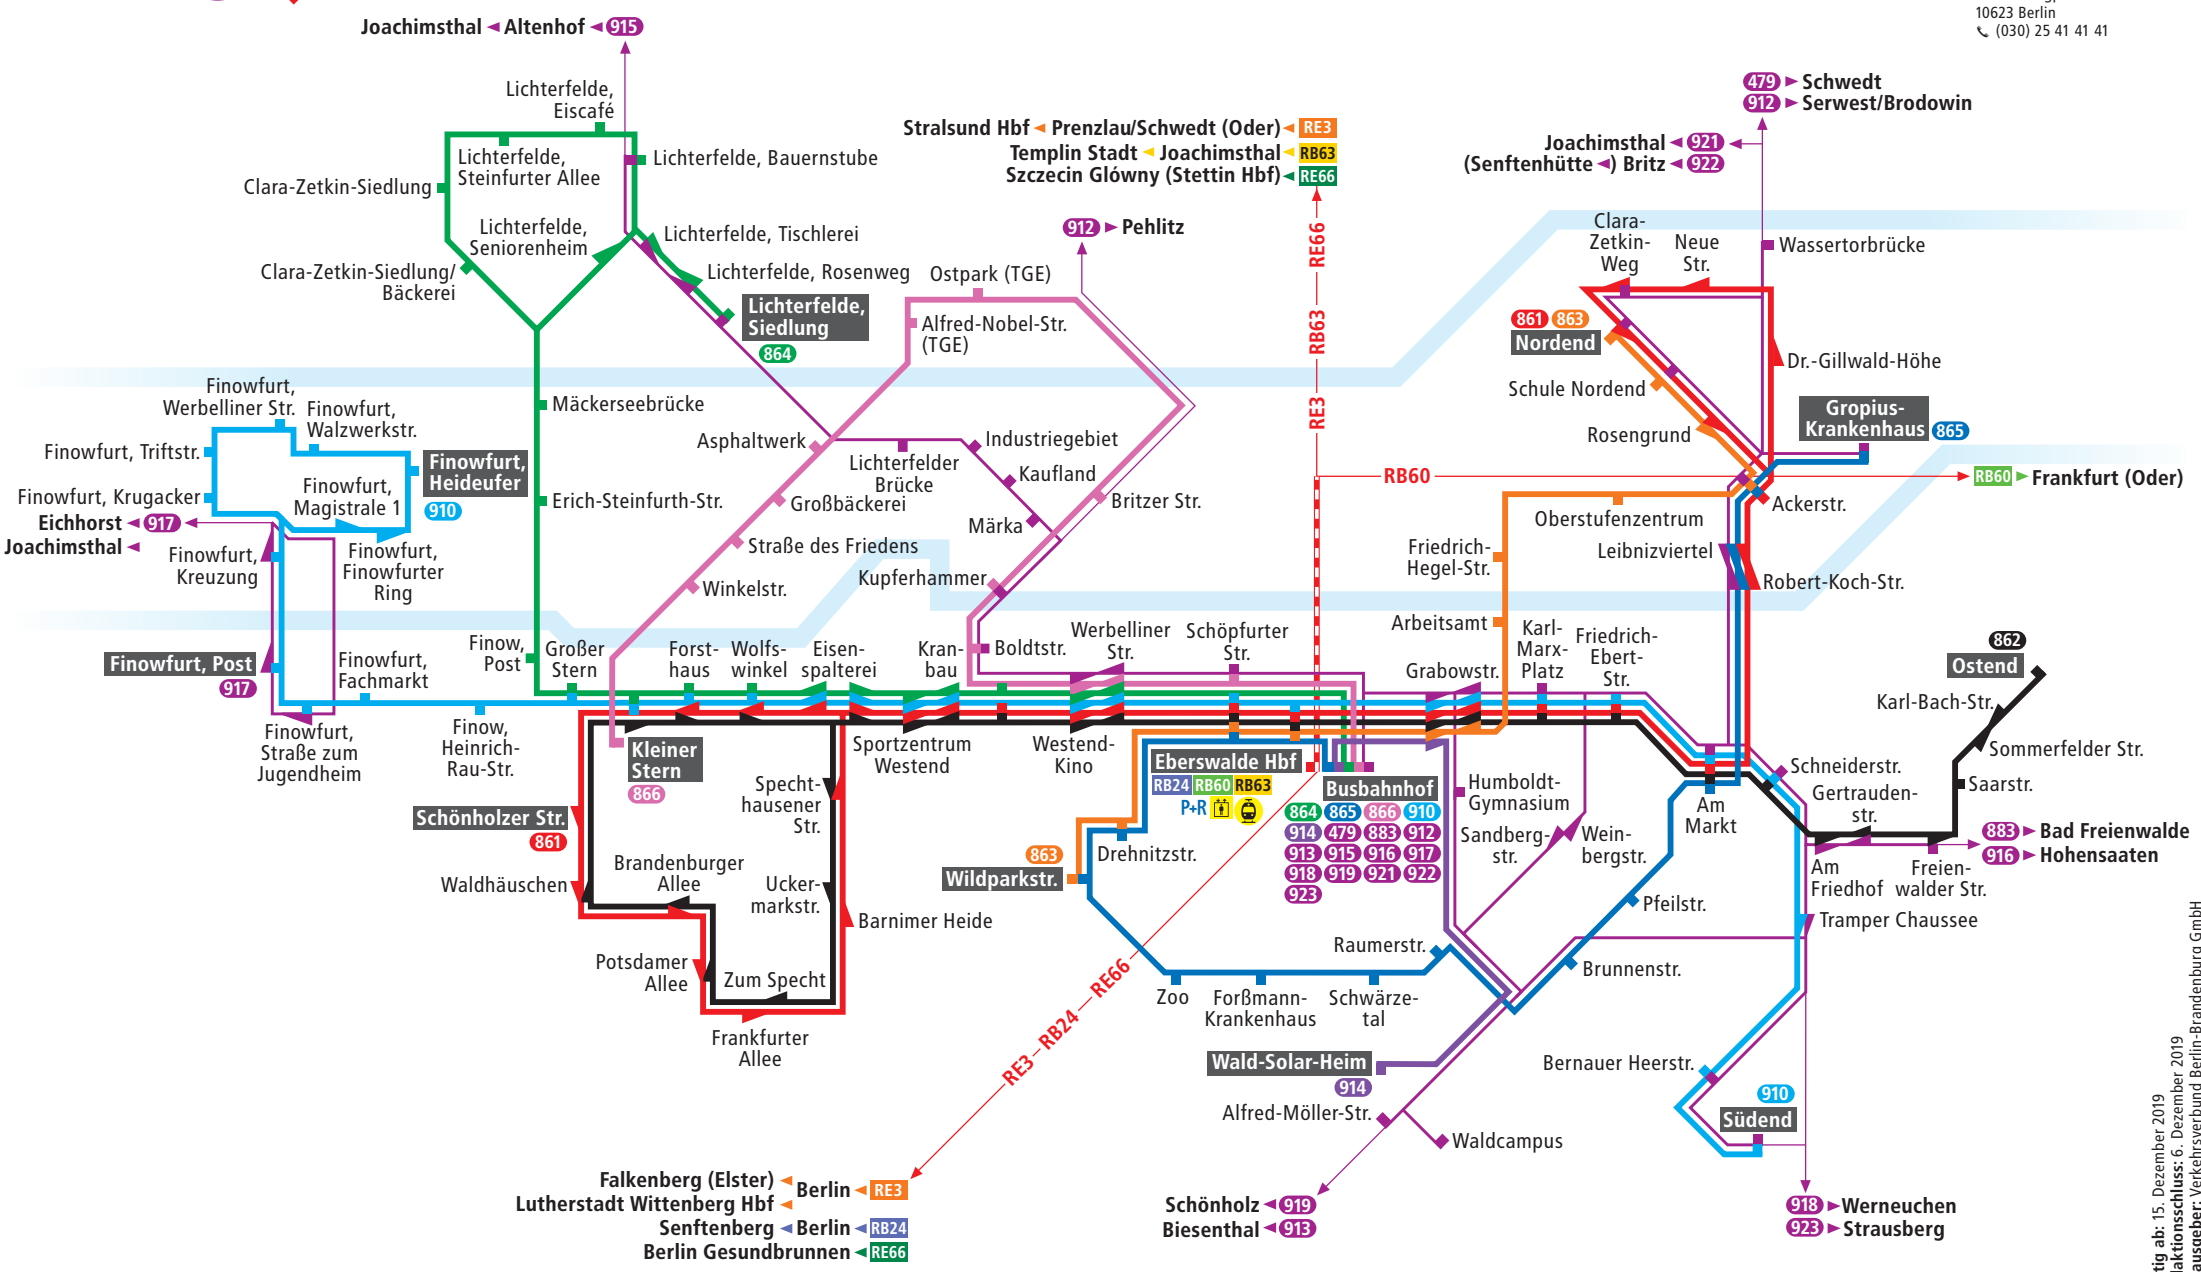 10623 Berlin
(030) 25 41 41 41
Joachimsthal Altenhof 915
Lichterfelde,
Eiscafé
Lichterfelde,
Steinfurter Allee
Lichterfelde, Bauernstube
Clara-Zetkin-Siedlung
Lichterfelde,
Seniorenheim
Lichterfelde, Tischlerei
Clara-Zetkin-Siedlung/
Bäckerei
Lichterfelde, Rosenweg
Lichterfelde,
Siedlung
864
Stralsund Hbf Prenzlau/Schwedt (Oder) RE3
Templin Stadt Joachimsthal RB63
Szczecin Glówny (Stettin Hbf) RE66
912 Pehlitz
479 Schwedt
912 Serwest/Brodowin
Joachimsthal 921
(Senftenhütte ) Britz 922
Clara-
Zetkin-
Weg
Neue
Str.
Wassertorbrücke
861 863
Nordend
Dr.-Gillwald-Höhe
Schule Nordend
Rosengrund
Gropius-
Krankenhaus 865
RE3 RB63 RE66
RB60
RB60 Frankfurt (Oder)
Ostpark (TGE)
Alfred-Nobel-Str.
(TGE)
Asphaltwerk
Großbäckerei
Straße des Friedens
Winkelstr.
Lichterfelder
Brücke
Industriegebiet
Kaufland
Märka
Britzer Str.
Kupferhammer
Boldtstr.
Mäckerseebrücke
Erich-Steinfurth-Str.
Finow,
Post
Finowfurt,
Werbelliner Str.
Finowfurt,
Walzwerkstr.
Finowfurt, Triftstr.
Finowfurt, Krugacker
Finowfurt,
Magistrale 1
Finowfurt,
Heideufer
910
Eichhorst 917
Joachimsthal
Finowfurt,
Kreuzung
Finowfurt,
Finowfurter
Ring
Finowfurt, Post
917
Finowfurt,
Fachmarkt
Finowfurt,
Straße zum
Jugendheim
Finow,
Heinrich-
Rau-Str.
Großer
Stern
Forst-
haus
Wolfs-
winkel
Eisen-
spalterei
Kran-
bau
Werbelliner
Str.
Schöpfurter
Str.
Kleiner
Stern
866
Sportzentrum
Westend
Westend-
Kino
Specht-
hausener
Str.
Schönholzer Str.
861
Waldhäuschen
Brandenburger
Allee
Ucker-
markstr.
Barnimer Heide
Potsdamer
Allee
Zum Specht
Frankfurter
Allee
Eberswalde Hbf
RB24 RB60 RB63
P+R
Busbahnhof
864 865 866 910
914 479 883 912
913 915 916 917
918 919 921 922
923
863
Wildparkstr.
Drehnitzstr.
Oberstufenzentrum
Ackerstr.
Leibnizviertel
Robert-Koch-Str.
Friedrich-
Hegel-Str.
Arbeitsamt
Grabowstr.
Karl-
Marx-
Platz
Friedrich-
Ebert-
Str.
862
Ostend
Karl-Bach-Str.
Sommerfelder Str.
Saarstr.
Schneiderstr.
Gertrauden-
str.
Am
Markt
Humboldt-
Gymnasium
Sandberg-
str.
Wein-
bergstr.
883 Bad Freienwalde
916 Hohensaaten
Am
Friedhof
Freien-
walder Str.
Tramper Chaussee
Pfeilstr.
Brunnenstr.
Raumerstr.
Zoo
Forßmann-
Krankenhaus
Schwärze-
tal
Wald-Solar-Heim
914
Alfred-Möller-Str.
Waldcampus
Bernauer Heerstr.
910
Südend
RE3 RB24 RE66
Falkenberg (Elster)
Lutherstadt Wittenberg Hbf
Berlin RE3
Senftenberg Berlin RB24
Berlin Gesundbrunnen RE66
Schönholz 919
Biesenthal 913
918 Werneuchen
923 Strausberg
tig ab: 15. Dezember 2019
daktionsschluss: 6. Dezember 2019
ausgeber: Verkehrsverbund Berlin-Brandenburg GmbH